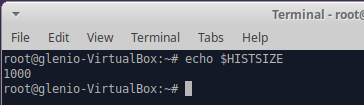 Terminal - root@g
File Edit View Terminal Tabs Help
root@glenio-VirtualBox:~# echo $HISTSIZE
1000
root@glenio-VirtualBox:~#